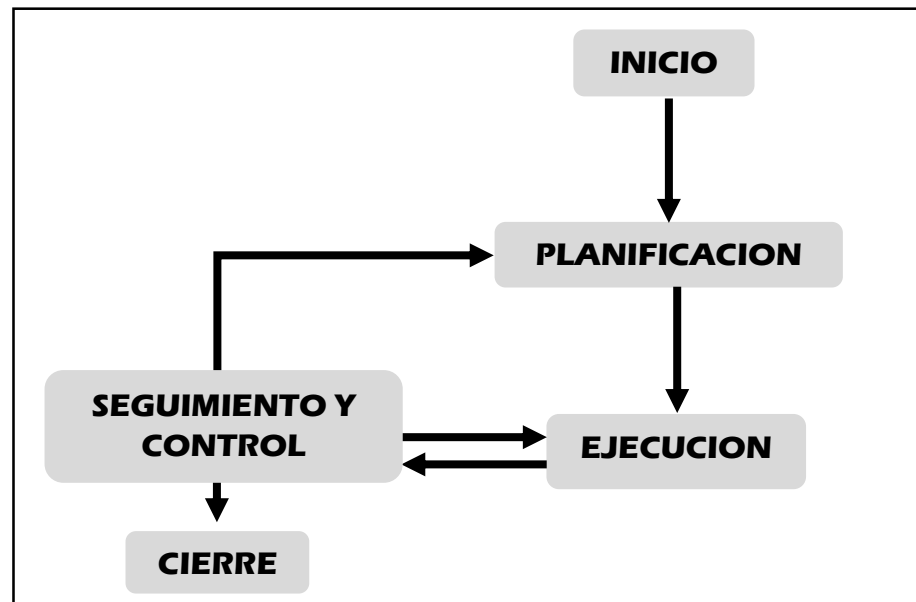 INICIO
PLANIFICACION
SEGUIMIENTO Y
CONTROL
EJECUCION
CIERRE